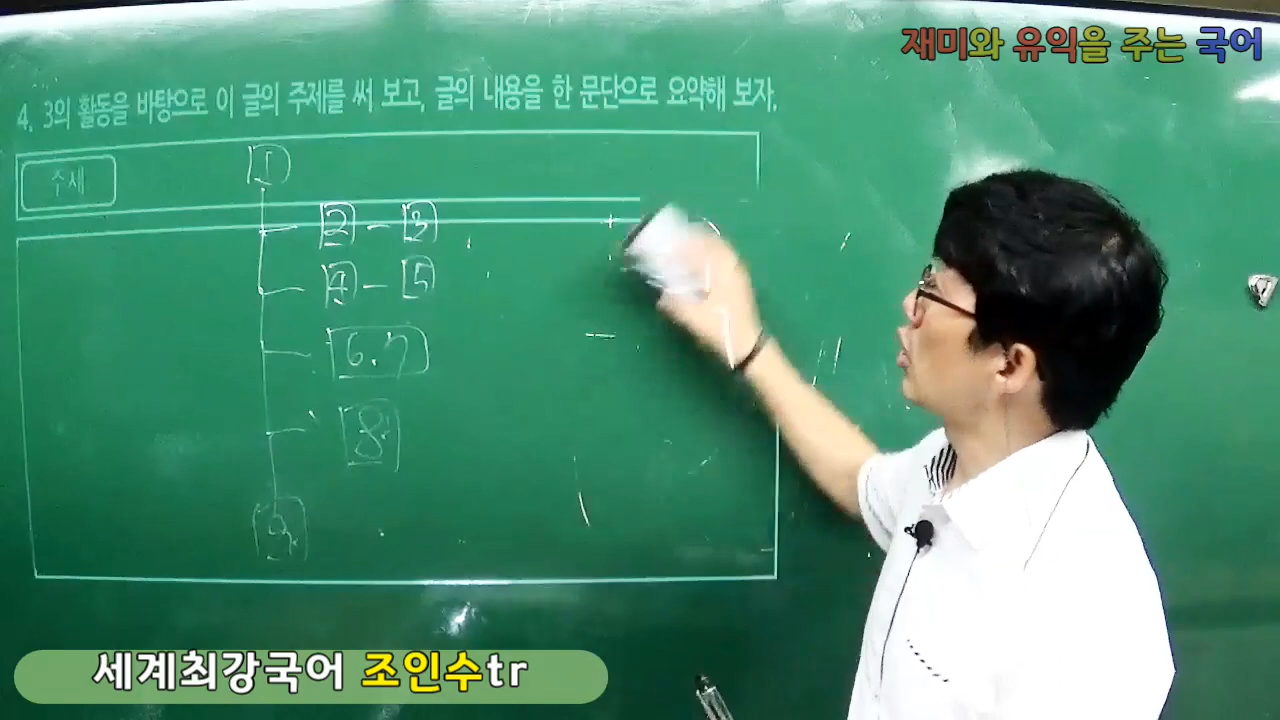 재미와 유익을 주는 국어
4. 3의 활동을 바탕으로 이 글의 주제를 써 보고, 글의 내용을 한 문단으로 요약해 보자.
주제
1
2 - 3
4 - 5
6.7
8
9
세계최강국어 조인수tr